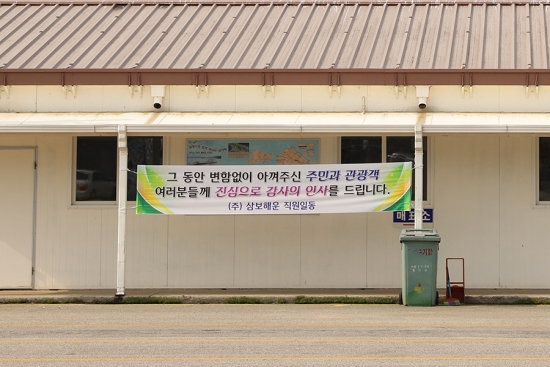 그 동안 변함없이 아껴주신 주민과 관광객
여러분들께 진심으로 감사의 인사를 드립니다.
(주) 삼보해운 직원일동
매표소